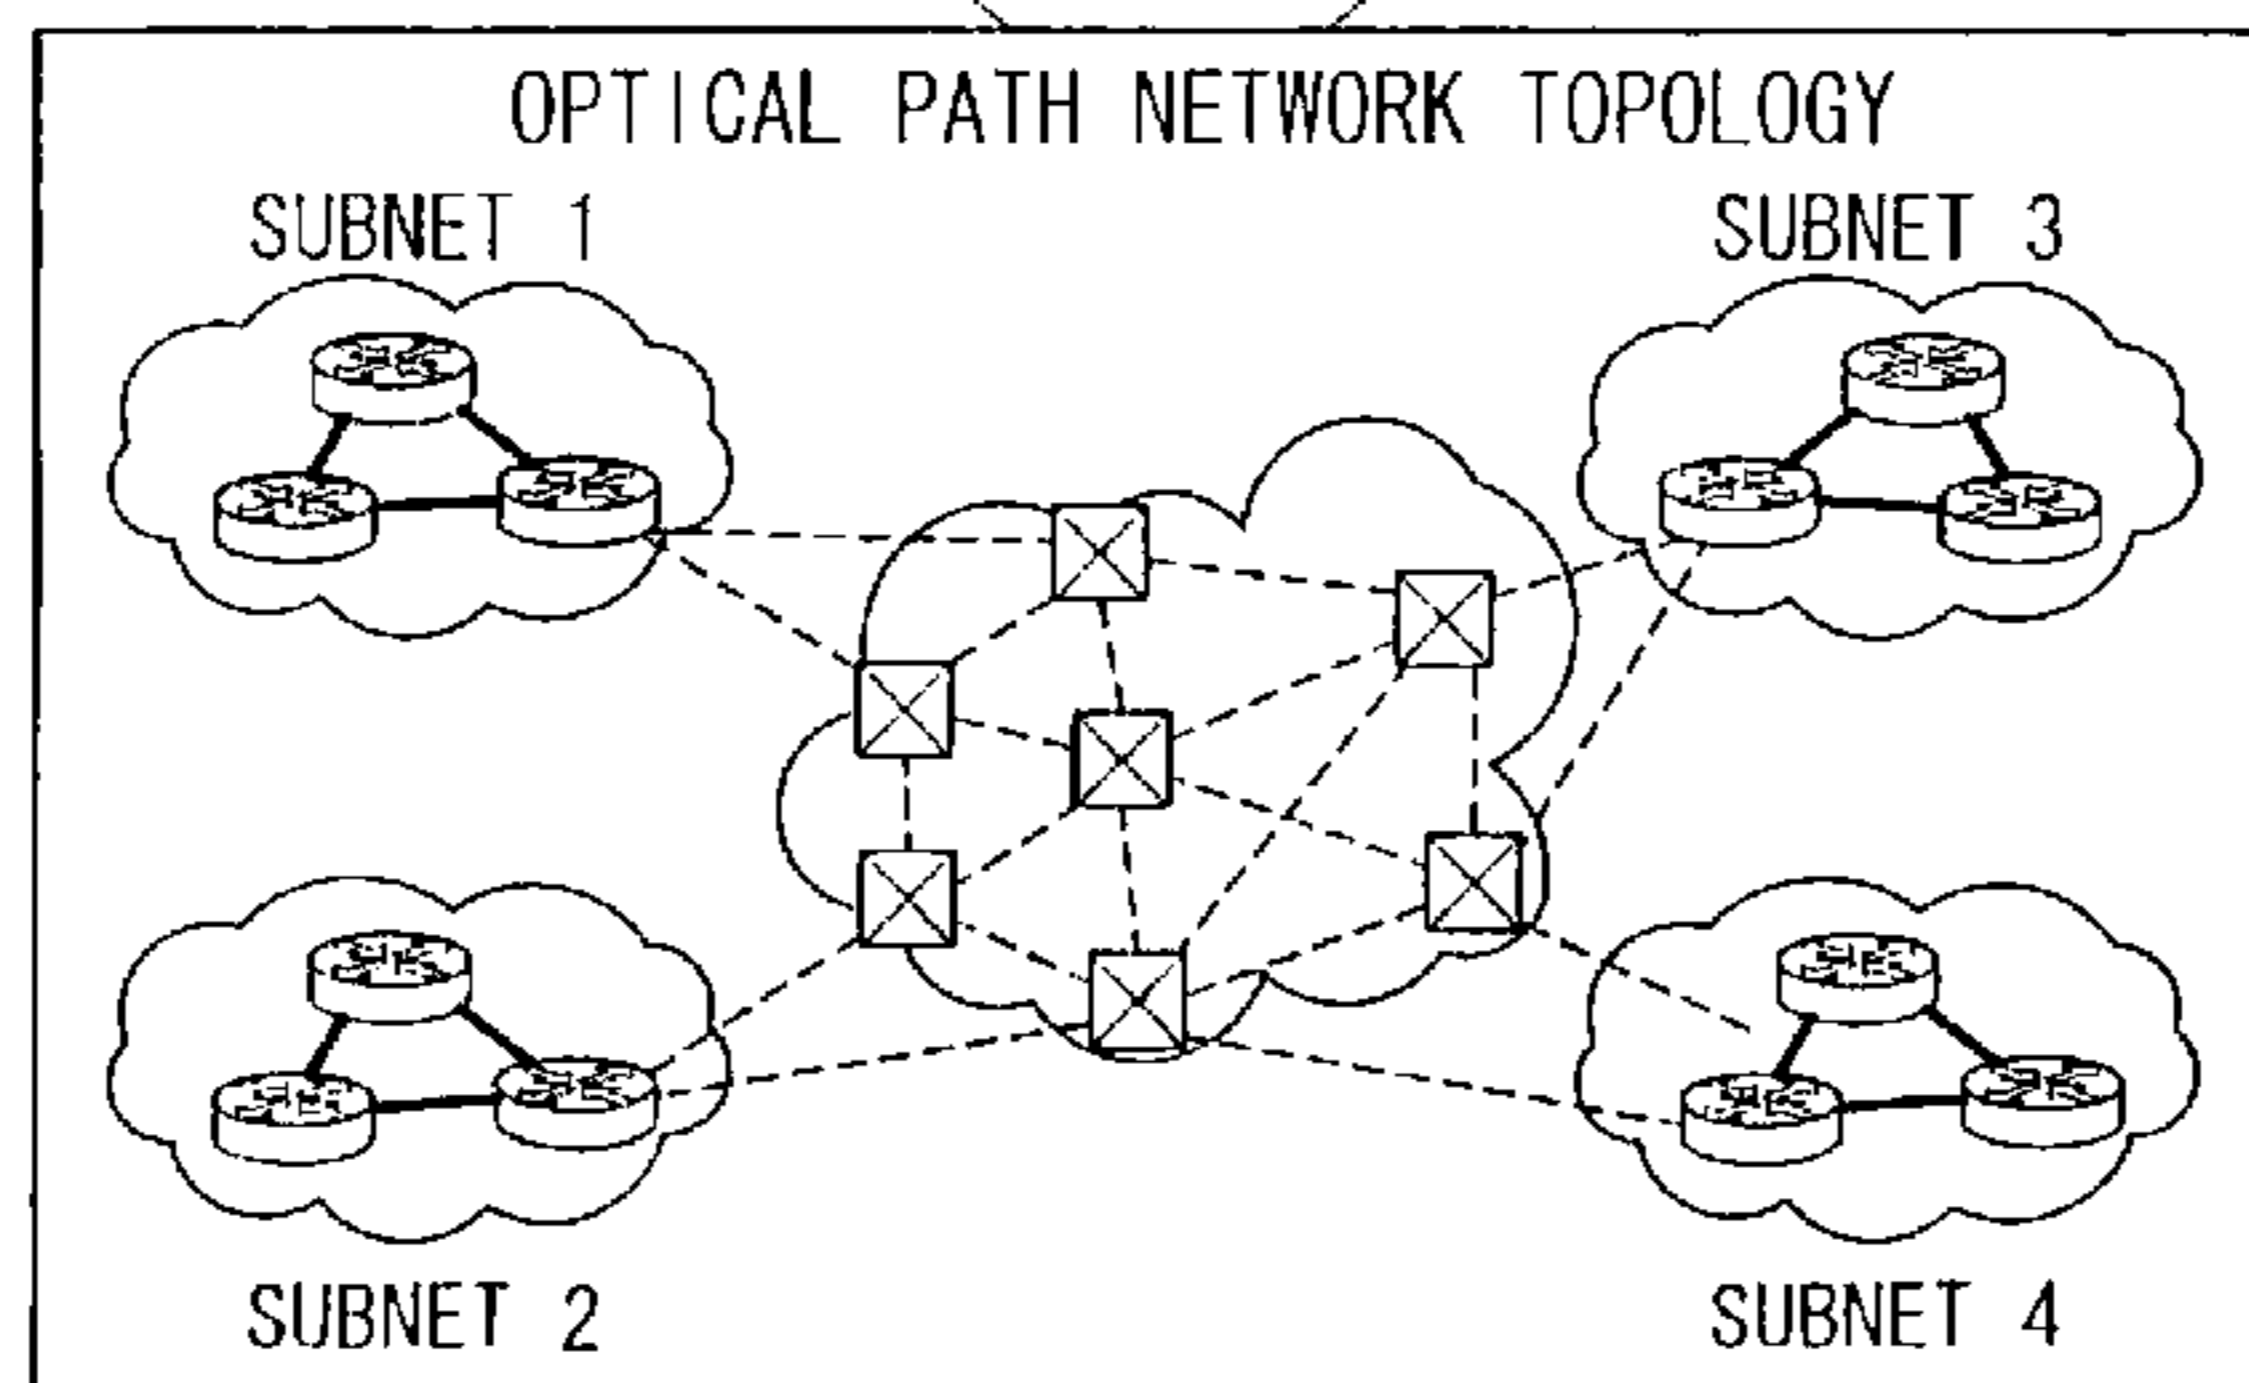 OPTICAL PATH NETWORK TOPOLOGY
SUBNET 1
SUBNET 3
SUBNET 2
SUBNET 4